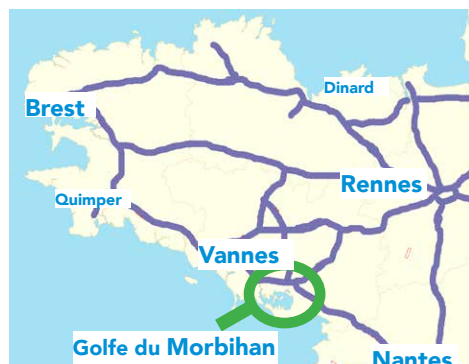 Dinard
Brest
Rennes
Quimper
Vannes
Golfe du Morbihan
Nantes